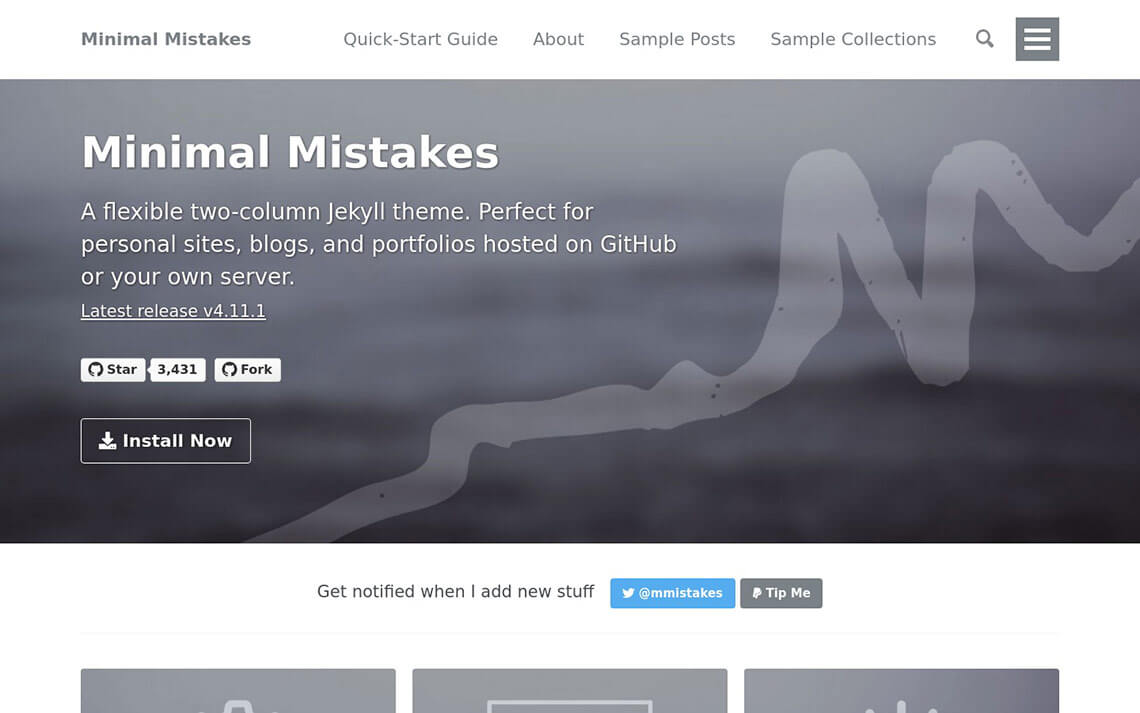 Minimal Mistakes
Quick-Start Guide
About
Sample Posts
Sample Collections
Minimal Mistakes
A flexible two-column Jekyll theme. Perfect for
personal sites, blogs, and portfolios hosted on GitHub
or your own server.
Latest release v4.11.1
Star 3,431 Fork
Install Now
Get notified when I add new stuff @mmistakes Tip Me